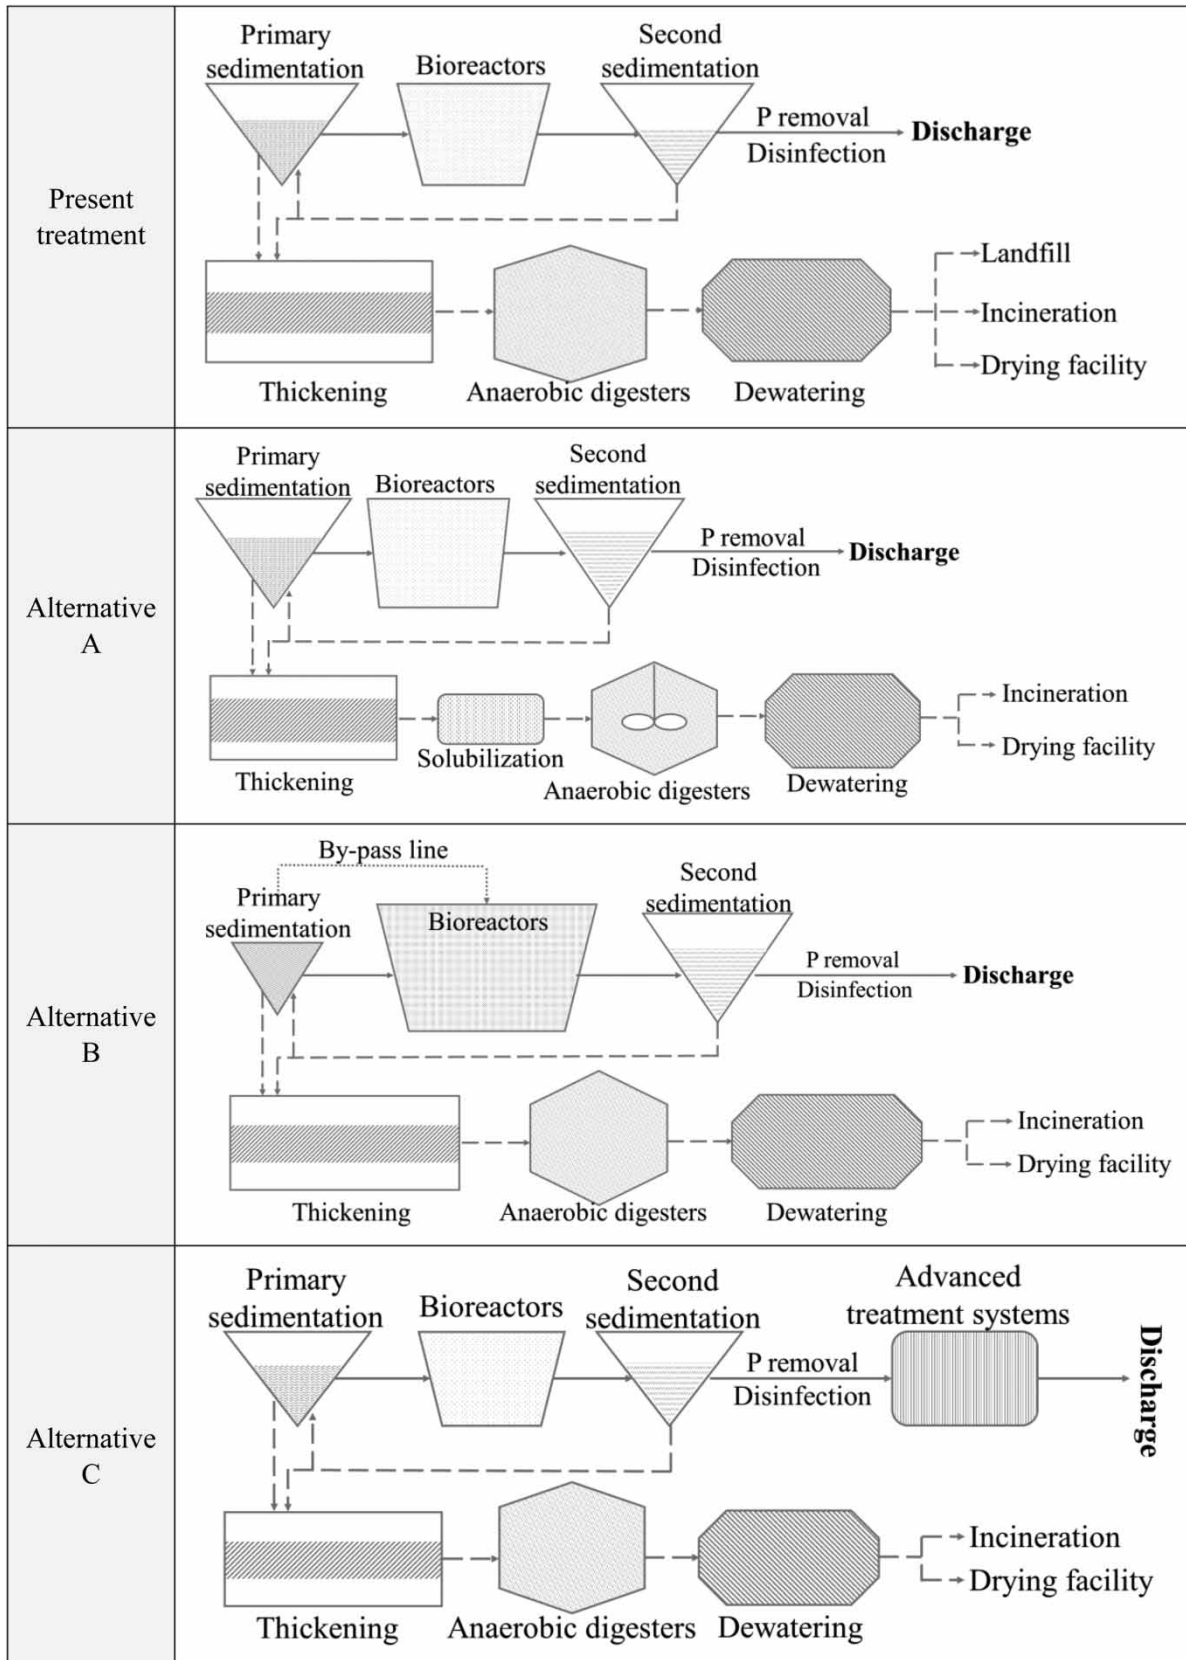 Present
treatment
Primary
sedimentation
Bioreactors
Second
sedimentation
P removal
Disinfection
Discharge
Thickening
Anaerobic digesters
Dewatering
Landfill
Incineration
Drying facility
Alternative
A
Primary
sedimentation
Bioreactors
Second
sedimentation
P removal
Disinfection
Discharge
Thickening
Solubilization
Anaerobic digesters
Dewatering
Incineration
Drying facility
Alternative
B
By-pass line
Primary
sedimentation
Bioreactors
Second
sedimentation
P removal
Disinfection
Discharge
Thickening
Anaerobic digesters
Dewatering
Incineration
Drying facility
Alternative
C
Primary
sedimentation
Bioreactors
Second
sedimentation
P removal
Disinfection
Advanced
treatment systems
Discharge
Thickening
Anaerobic digesters
Dewatering
Incineration
Drying facility